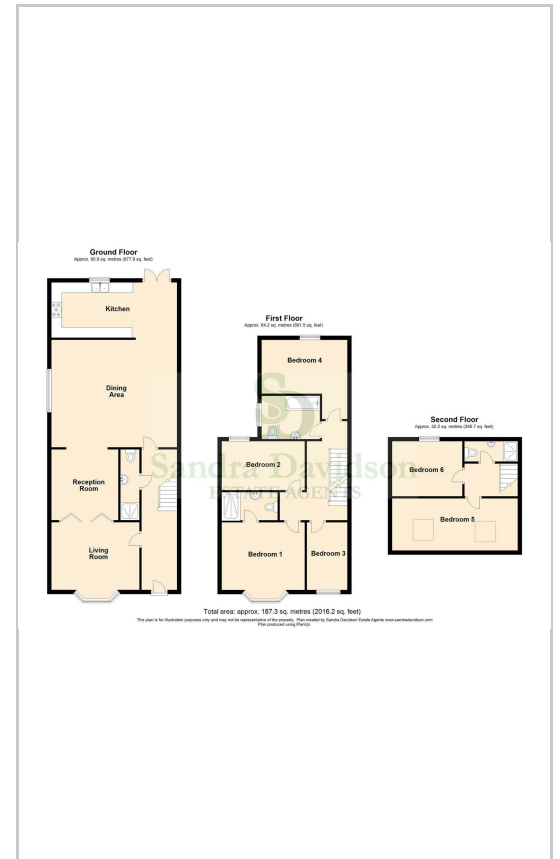 Ground Floor
Approx. 90.8 sq. metres (977.9 sq. feet)
Kitchen
Dining
Area
Reception
Room
Living
Room
First Floor
Approx. 64.2 sq. metres (691.5 sq. feet)
Bedroom 4
Bedroom 2
Bedroom 1
Bedroom 3
Second Floor
Approx. 32.2 sq. metres (346.7 sq. feet)
Bedroom 6
Bedroom 5
SD
Sandra Davidson
ESTATE AGENTS
Total area: approx. 187.3 sq. metres (2016.2 sq. feet)
This plan is for illustration purposes only and may not be representative of the property. Plan created by Sandra Davidson Estate Agents www.sandradavidson.com
Plan produced using PlanUp.